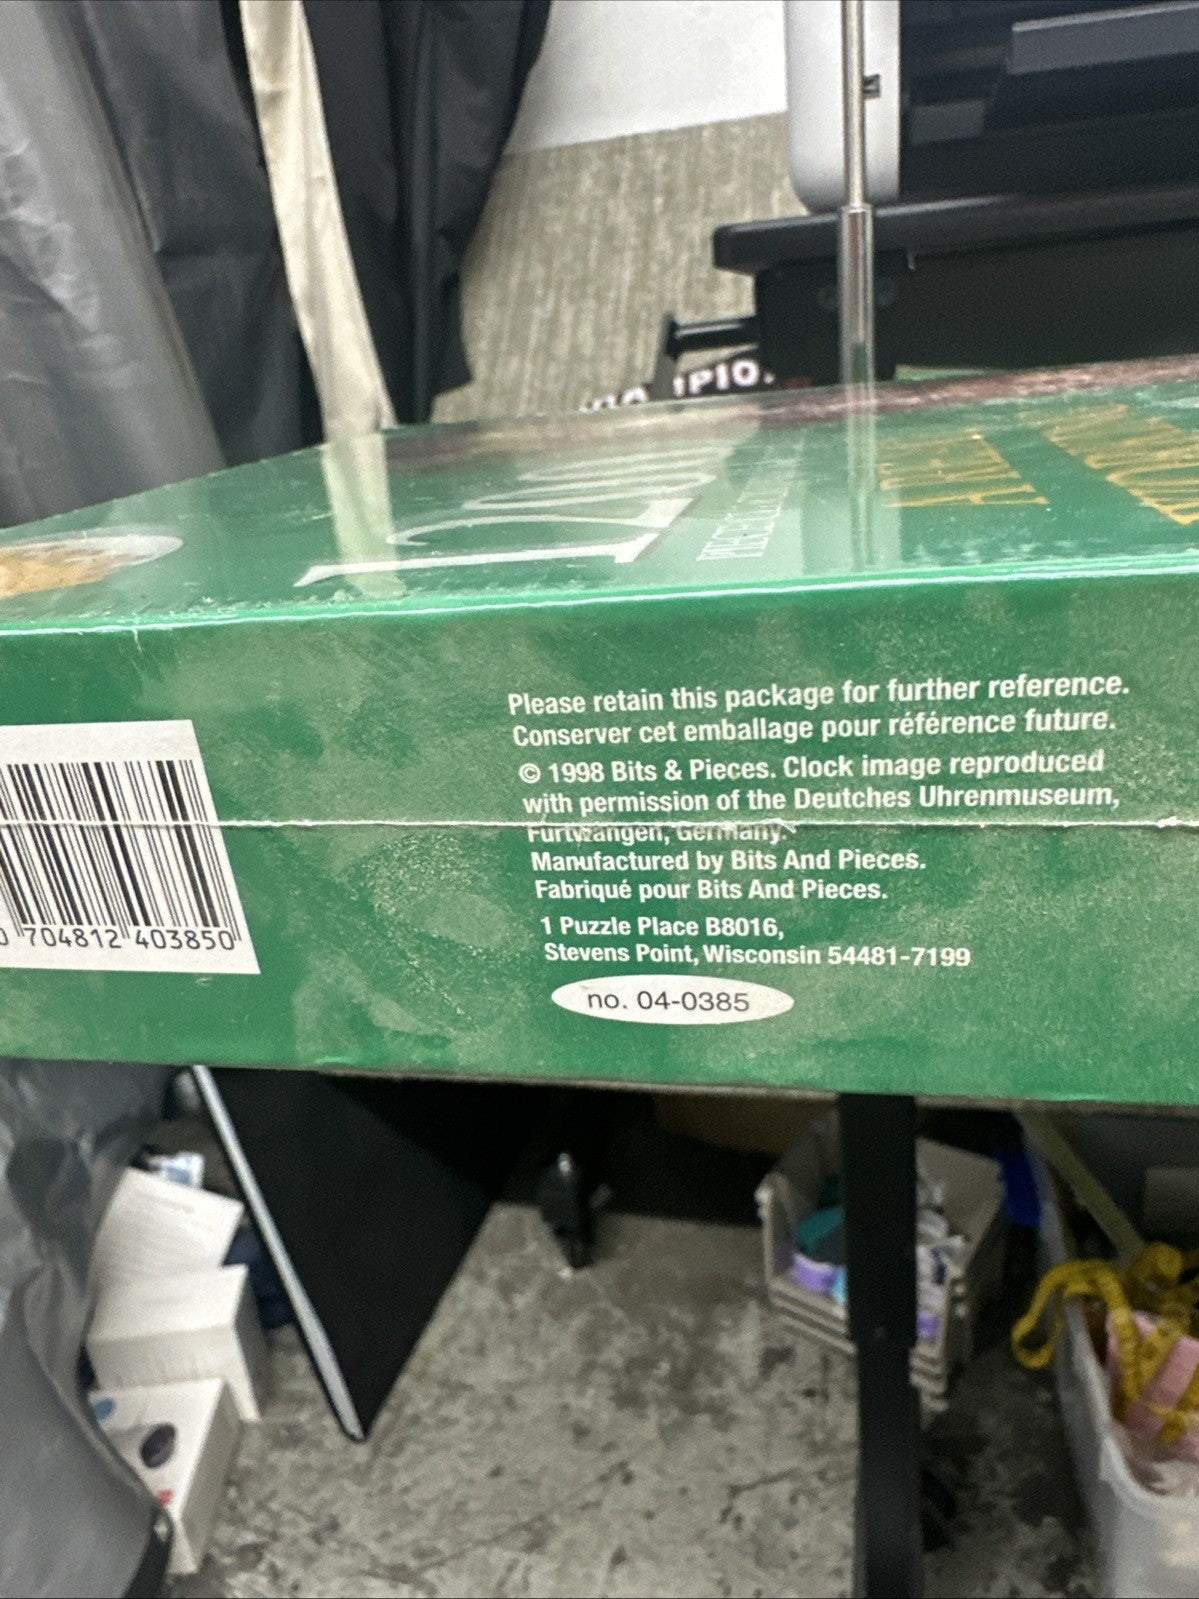 Please retain this package for further reference.
Conserver cet emballage pour référence future.
© 1998 Bits & Pieces. Clock image reproduced
with permission of the Deutches Uhrenmuseum,
Furtwangen, Germany.
Manufactured by Bits And Pieces.
Fabriqué pour Bits And Pieces.
1 Puzzle Place B8016,
Stevens Point, Wisconsin 54481-7199
no. 04-0385
0 704812 403850